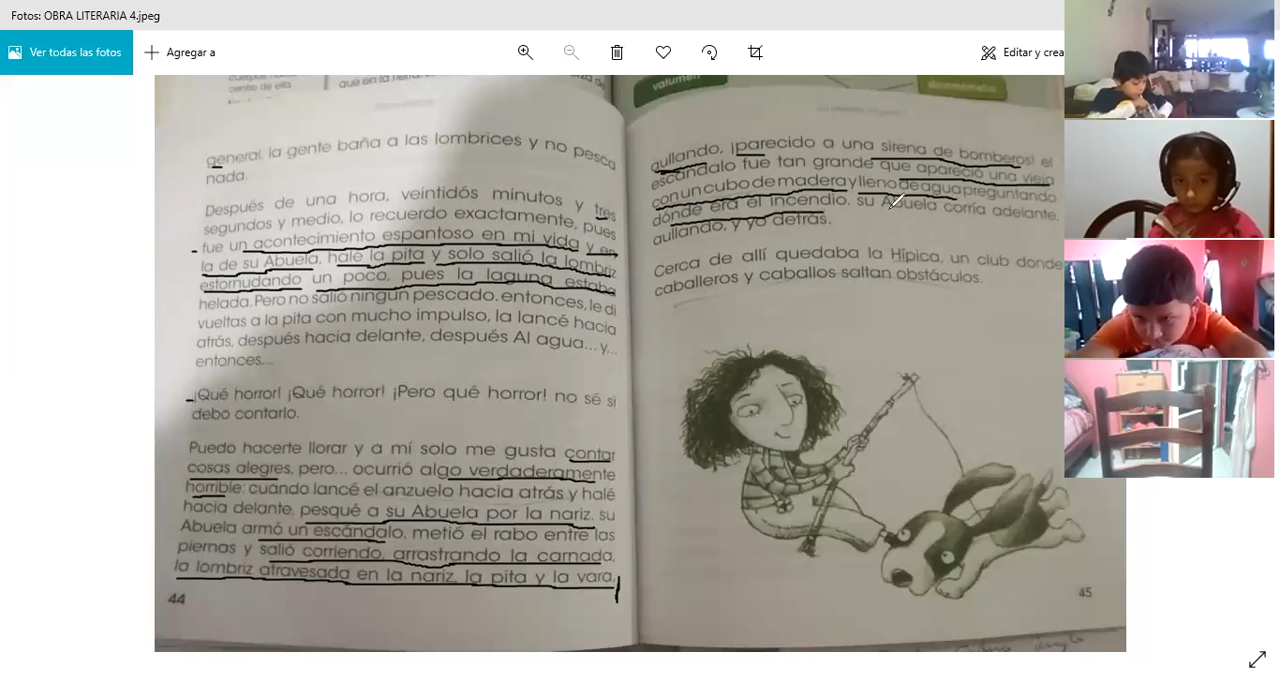 Fotos: OBRA LITERARIA 4.jpeg
Ver todas las fotos
Agregar a
Editar y crea
general, la gente baña a las lombrices y no pesca
nada.
Después de una hora, veintidós minutos y tres
segundos y medio, lo recuerdo exactamente, pues
fue un acontecimiento espantoso en mi vida y en
la de su Abuela, halé la pita y solo salió la lombriz
estornudando un poco, pues la laguna estaba
helada. Pero no salió ningún pescado. entonces, le di
vueltas a la pita con mucho impulso, la lancé hacia
atrás, después hacia delante, después Al agua... y...
entonces...
¡Qué horror! ¡Qué horror! ¡Pero qué horror! no sé si
debo contarlo.
Puedo hacerte llorar y a mí solo me gusta contar
cosas alegres, pero... ocurrió algo verdaderamente
horrible: cuando lancé el anzuelo hacia atrás y halé
hacia delante, pesqué a su Abuela por la nariz. su
Abuela armó un escándalo, metió el rabo entre las
piernas y salió corriendo, arrastrando la carnada,
la lombriz atravesada en la nariz, la pita y la vara,
44
aullando, ¡parecido a una sirena de bomberos! el
escándalo fue tan grande que apareció una vieja
con un cubo de madera y lleno de agua preguntando
dónde era el incendio. su Abuela corría adelante,
aullando, y yo detrás.
Cerca de allí quedaba la Hípica, un club donde
caballeros y caballos saltan obstáculos.
45